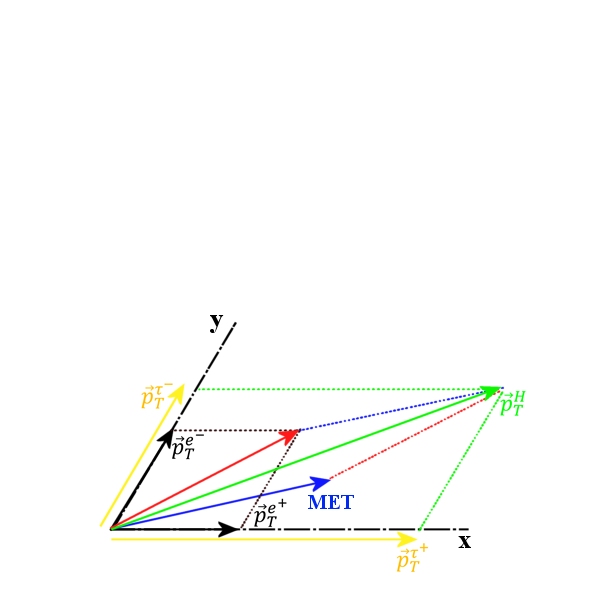 y
p⃗_T^{τ^-}
p⃗_T^H
p⃗_T^{e^-}
MET
p⃗_T^{e^+}
x
p⃗_T^{τ^+}